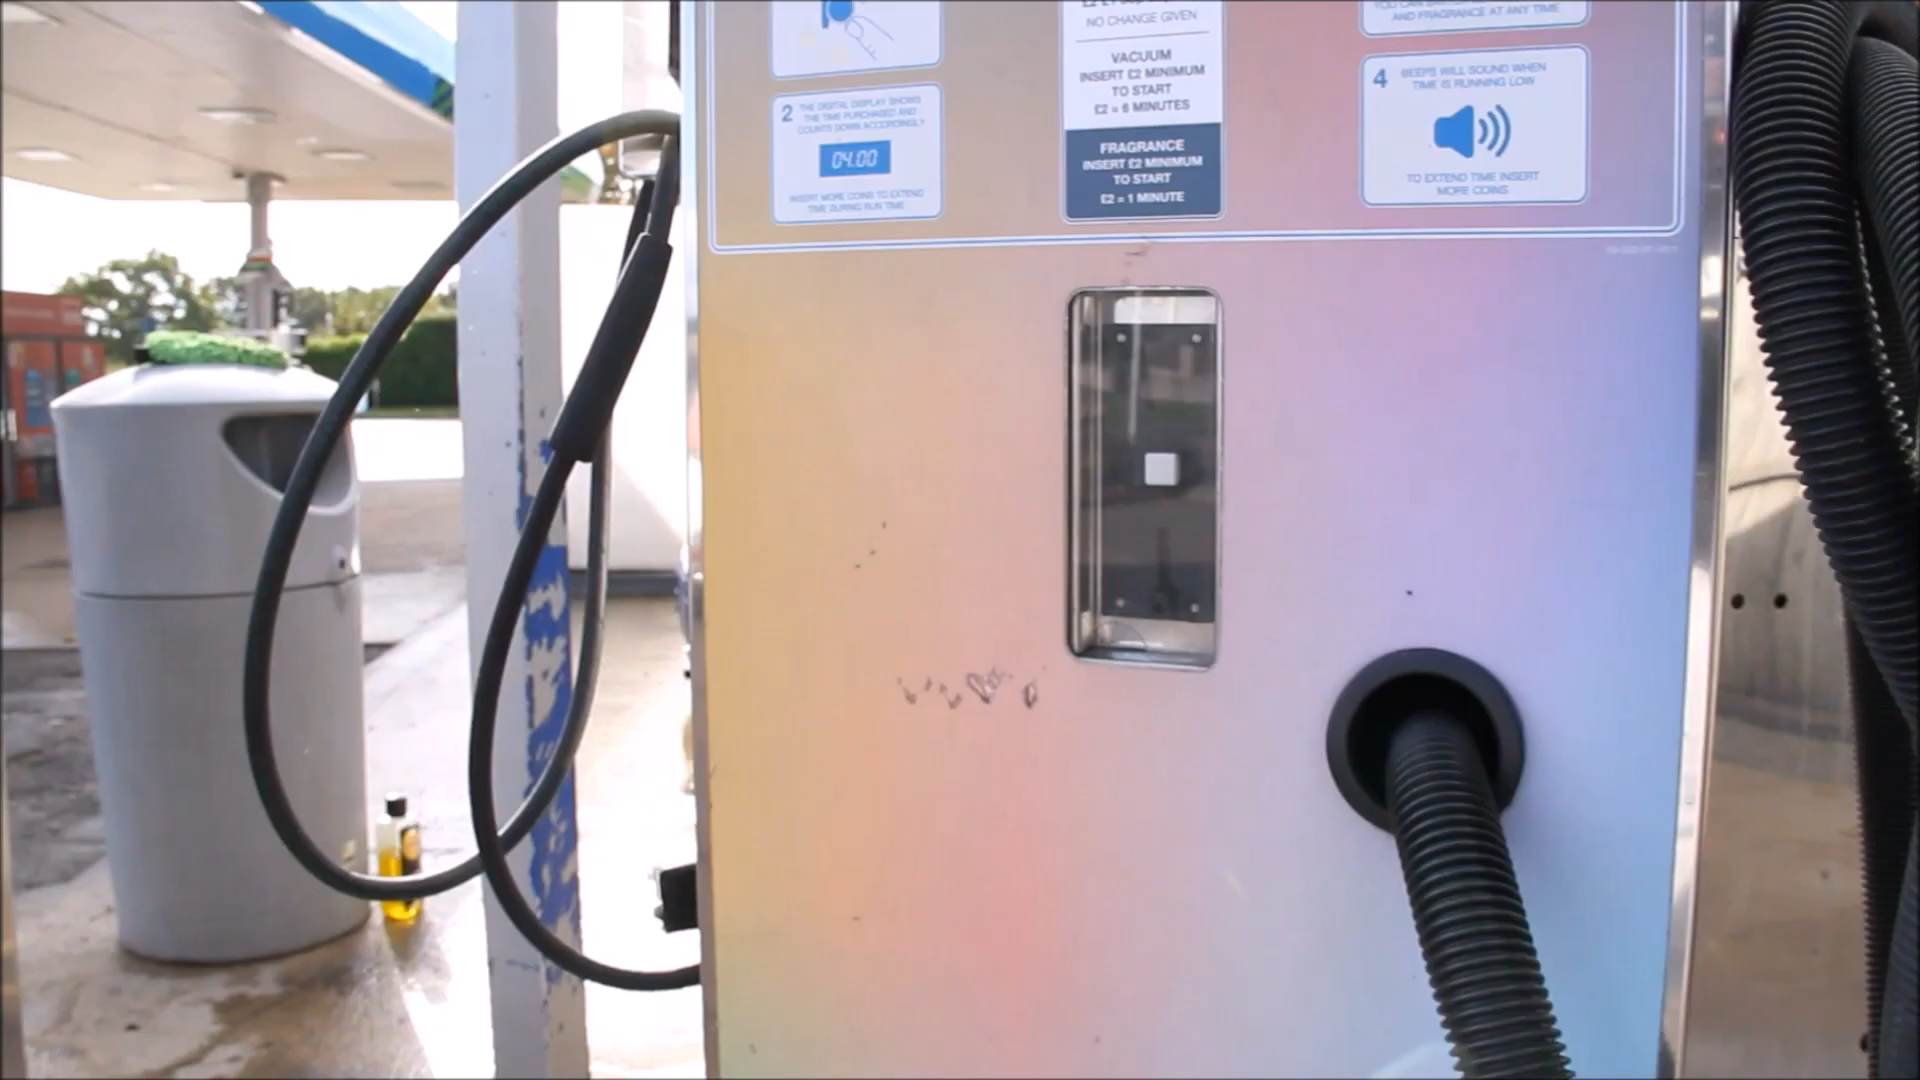 NO CHANGE GIVEN
VACUUM
INSERT £2 MINIMUM
TO START
£2 = 6 MINUTES
FRAGRANCE
INSERT £2 MINIMUM
TO START
£2 = 1 MINUTE
2 THE DIGITAL DISPLAY SHOWS
THE TIME PURCHASED AND
COUNTS DOWN ACCORDINGLY
04.00
INSERT MORE COINS TO EXTEND
TIME DURING RUN TIME
AND FRAGRANCE AT ANY TIME
4 BEEPS WILL SOUND WHEN
TIME IS RUNNING LOW
TO EXTEND TIME INSERT
MORE COINS